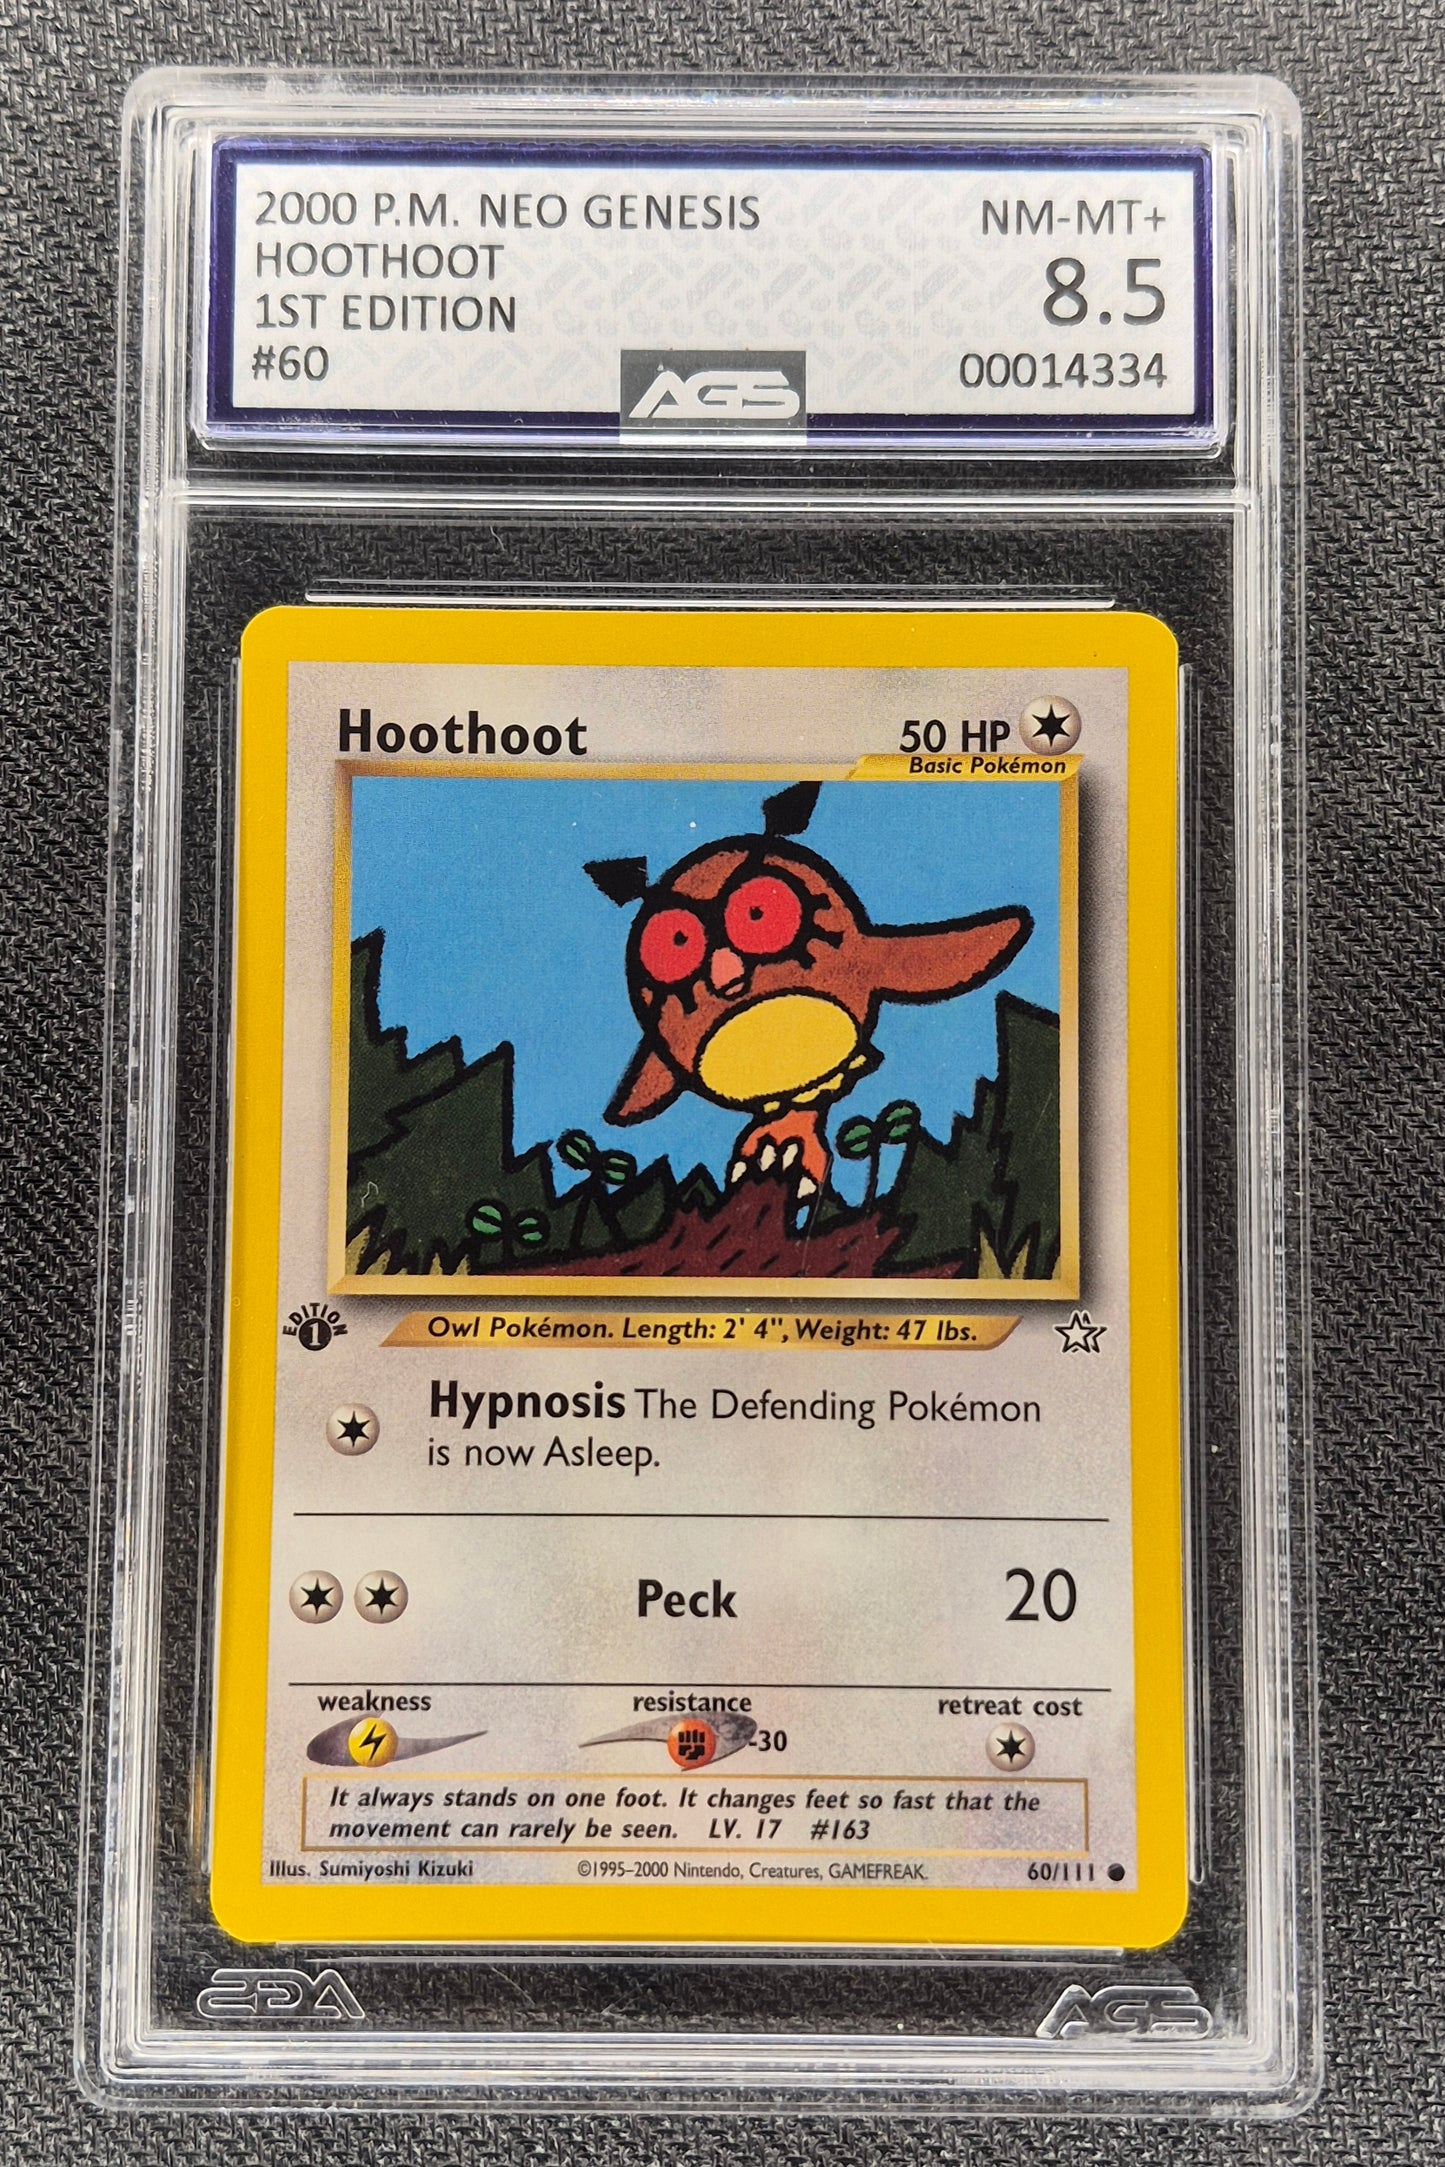 2000 P.M. NEO GENESIS
HOOTHOOT
1ST EDITION
#60
NM-MT+
8.5
00014334
AGS
Hoothoot
50 HP
Basic Pokémon
EDITION
1
Owl Pokémon. Length: 2' 4", Weight: 47 lbs.
Hypnosis The Defending Pokémon
is now Asleep.
Peck 20
weakness resistance retreat cost
-30
It always stands on one foot. It changes feet so fast that the
movement can rarely be seen. LV. 17 #163
Illus. Sumiyoshi Kizuki ©1995–2000 Nintendo, Creatures, GAMEFREAK. 60/111
AGS
AGS